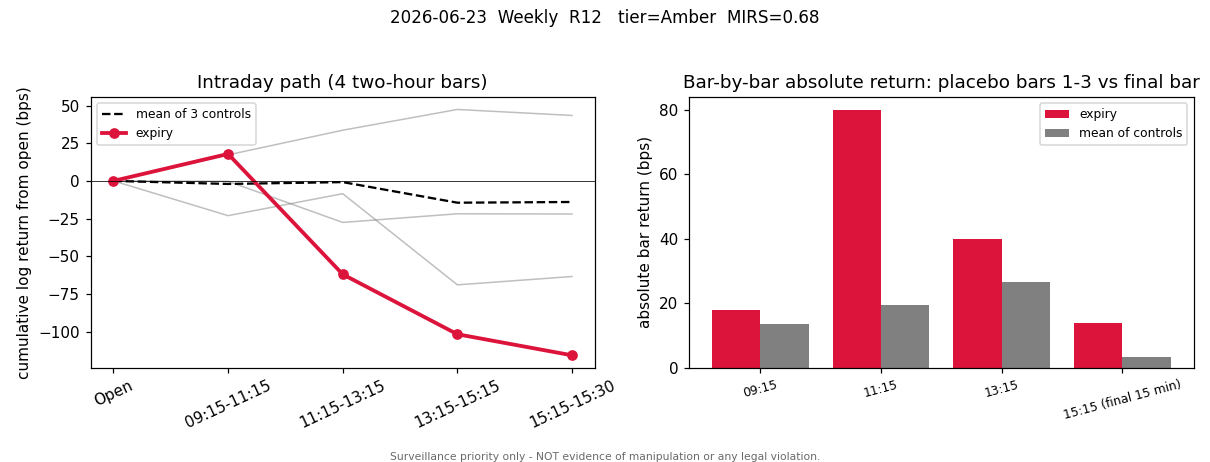 2026-06-23  Weekly  R12   tier=Amber  MIRS=0.68
Intraday path (4 two-hour bars)
cumulative log return from open (bps)
50
25
0
−25
−50
−75
−100
mean of 3 controls
expiry
Open
09:15-11:15
11:15-13:15
13:15-15:15
15:15-15:30
Bar-by-bar absolute return: placebo bars 1-3 vs final bar
absolute bar return (bps)
80
60
40
20
0
expiry
mean of controls
09:15
11:15
13:15
15:15 (final 15 min)
Surveillance priority only - NOT evidence of manipulation or any legal violation.